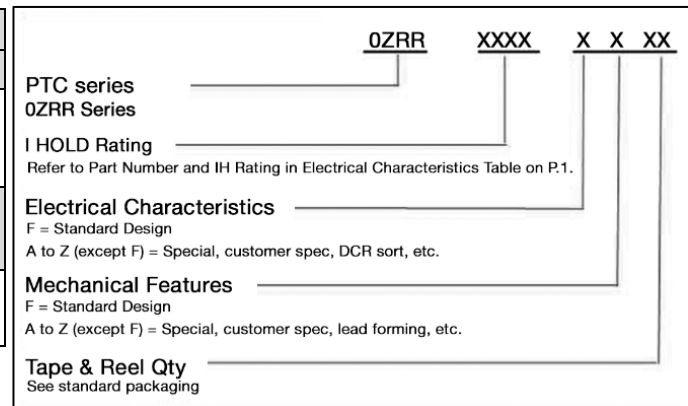 0ZRR XXXX X X XX
PTC series
0ZRR Series
I HOLD Rating
Refer to Part Number and IH Rating in Electrical Characteristics Table on P.1.
Electrical Characteristics
F = Standard Design
A to Z (except F) = Special, customer spec, DCR sort, etc.
Mechanical Features
F = Standard Design
A to Z (except F) = Special, customer spec, lead forming, etc.
Tape & Reel Qty
See standard packaging